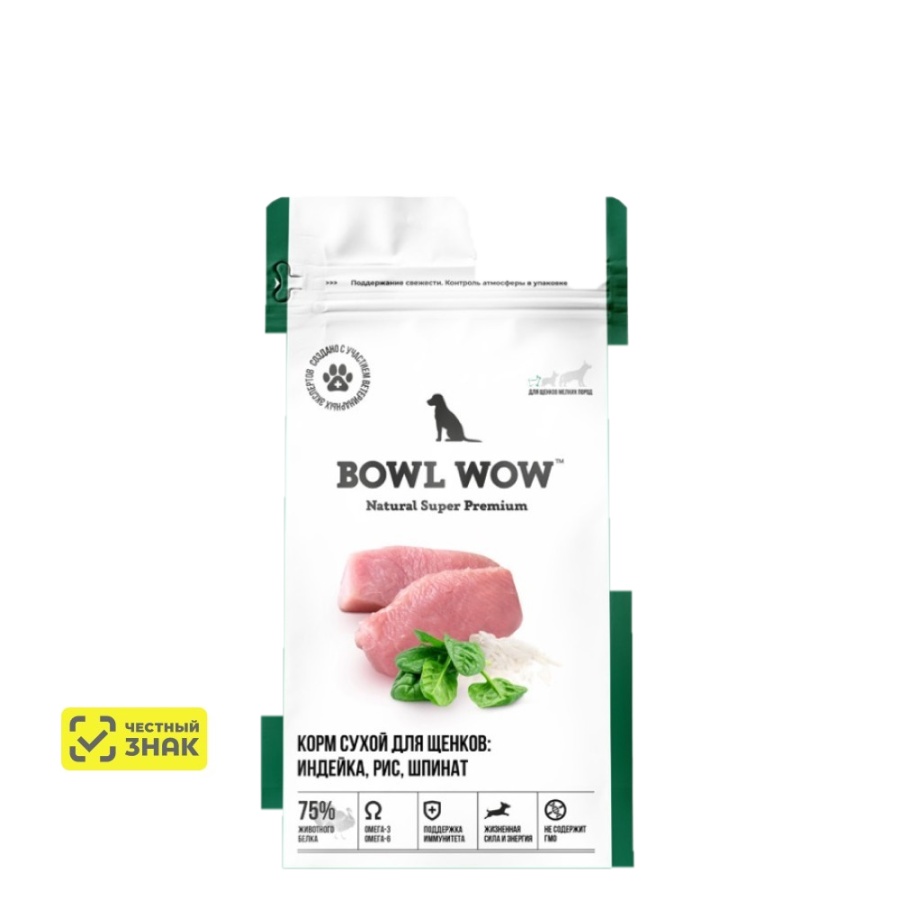 >>> Поддержание свежести. Контроль атмосферы в упаковке
СОЗДАНО С УЧАСТИЕМ ВЕТЕРИНАРНЫХ ЭКСПЕРТОВ
ДЛЯ ЩЕНКОВ МЕЛКИХ ПОРОД
BOWL WOW™
Natural Super Premium
ЧЕСТНЫЙ
ЗНАК
КОРМ СУХОЙ ДЛЯ ЩЕНКОВ:
ИНДЕЙКА, РИС, ШПИНАТ
75%
ЖИВОТНОГО
БЕЛКА
ОМЕГА-3
ОМЕГА-6
ПОДДЕРЖКА
ИММУНИТЕТА
ЖИЗНЕННАЯ
СИЛА И ЭНЕРГИЯ
НЕ СОДЕРЖИТ
ГМО